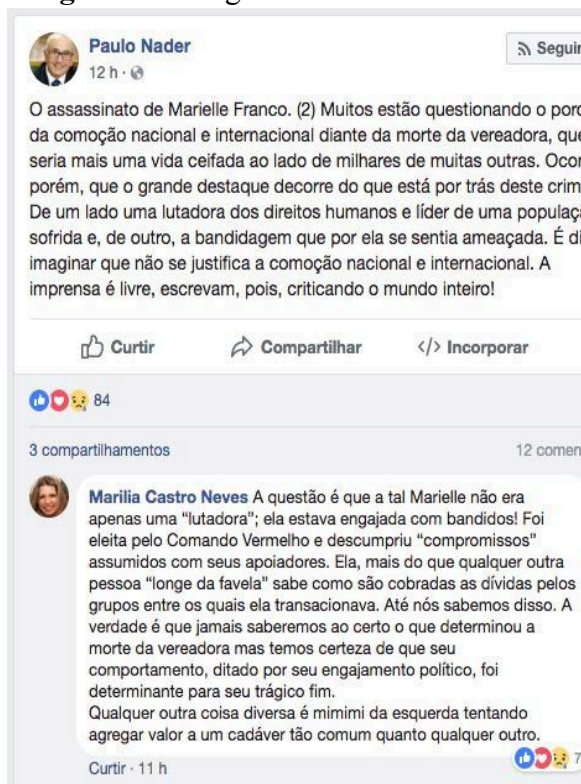 Paulo Nader
Seguir
12 h ·
O assassinato de Marielle Franco. (2) Muitos estão questionando o porq
da comoção nacional e internacional diante da morte da vereadora, que
seria mais uma vida ceifada ao lado de milhares de muitas outras. Ocor
porém, que o grande destaque decorre do que está por trás deste crim
De um lado uma lutadora dos direitos humanos e líder de uma populaç
sofrida e, de outro, a bandidagem que por ela se sentia ameaçada. É di
imaginar que não se justifica a comoção nacional e internacional. A
imprensa é livre, escrevam, pois, criticando o mundo inteiro!
Curtir Compartilhar </> Incorporar
84
3 compartilhamentos 12 comen
Marilia Castro Neves A questão é que a tal Marielle não era
apenas uma "lutadora"; ela estava engajada com bandidos! Foi
eleita pelo Comando Vermelho e descumpriu "compromissos"
assumidos com seus apoiadores. Ela, mais do que qualquer outra
pessoa "longe da favela" sabe como são cobradas as dívidas pelos
grupos entre os quais ela transacionava. Até nós sabemos disso. A
verdade é que jamais saberemos ao certo o que determinou a
morte da vereadora mas temos certeza de que seu
comportamento, ditado por seu engajamento político, foi
determinante para seu trágico fim.
Qualquer outra coisa diversa é mimimi da esquerda tentando
agregar valor a um cadáver tão comum quanto qualquer outro.
7
Curtir · 11 h